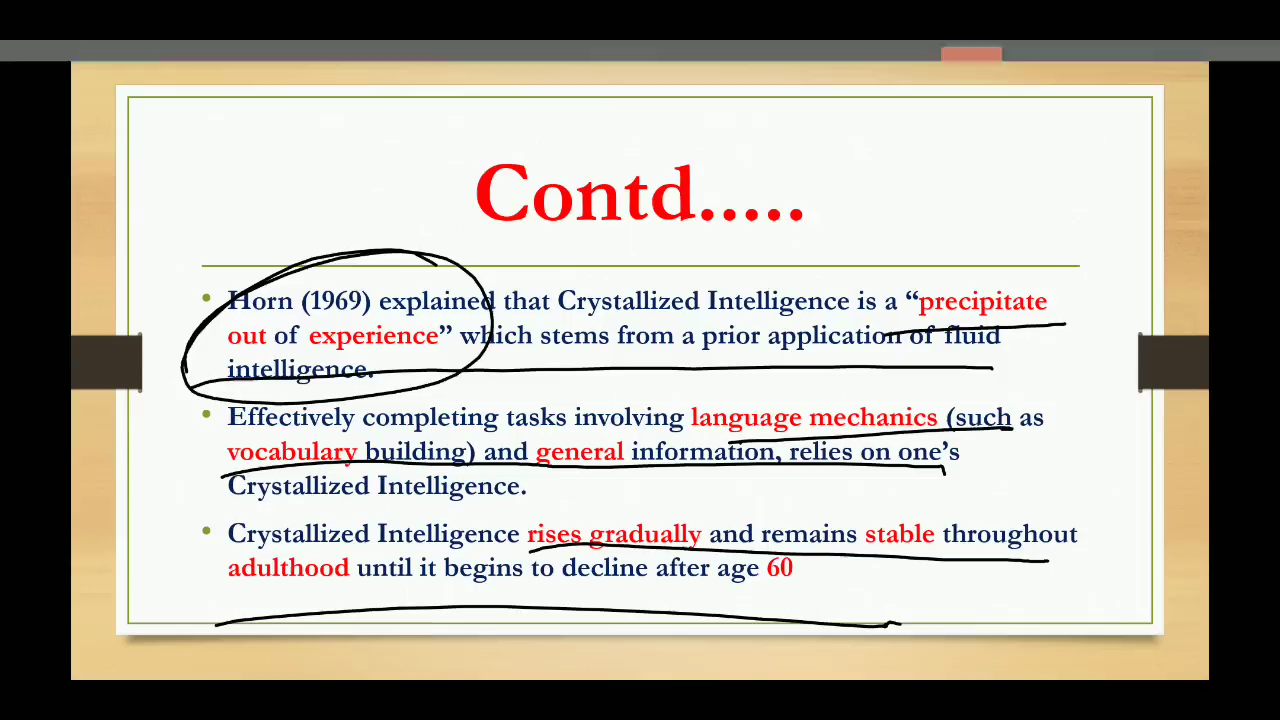 Contd.....
• Horn (1969) explained that Crystallized Intelligence is a “precipitate
out of experience” which stems from a prior application of fluid
intelligence.
• Effectively completing tasks involving language mechanics (such as
vocabulary building) and general information, relies on one’s
Crystallized Intelligence.
• Crystallized Intelligence rises gradually and remains stable throughout
adulthood until it begins to decline after age 60